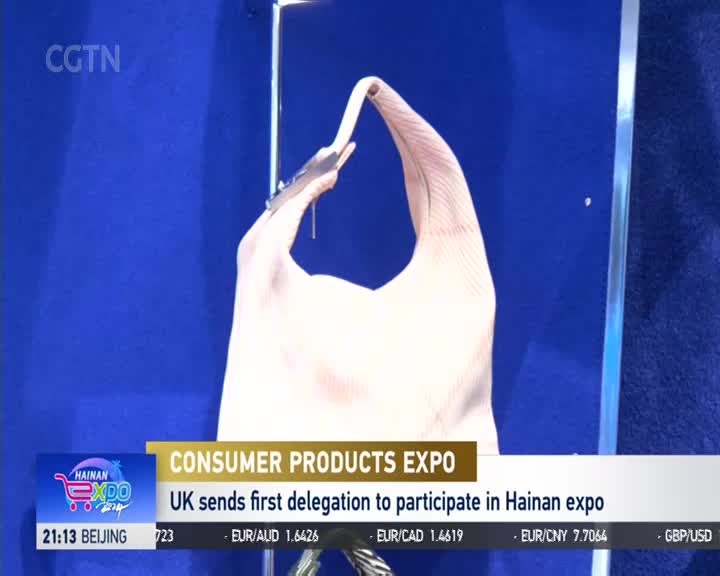 CGTN
CONSUMER PRODUCTS EXPO
HAINAN
EXPO
2024
UK sends first delegation to participate in Hainan expo
21:13 BEIJING
723 - EUR/AUD 1.6426 - EUR/CAD 1.4619 - EUR/CNY 7.7064 - GBP/USD